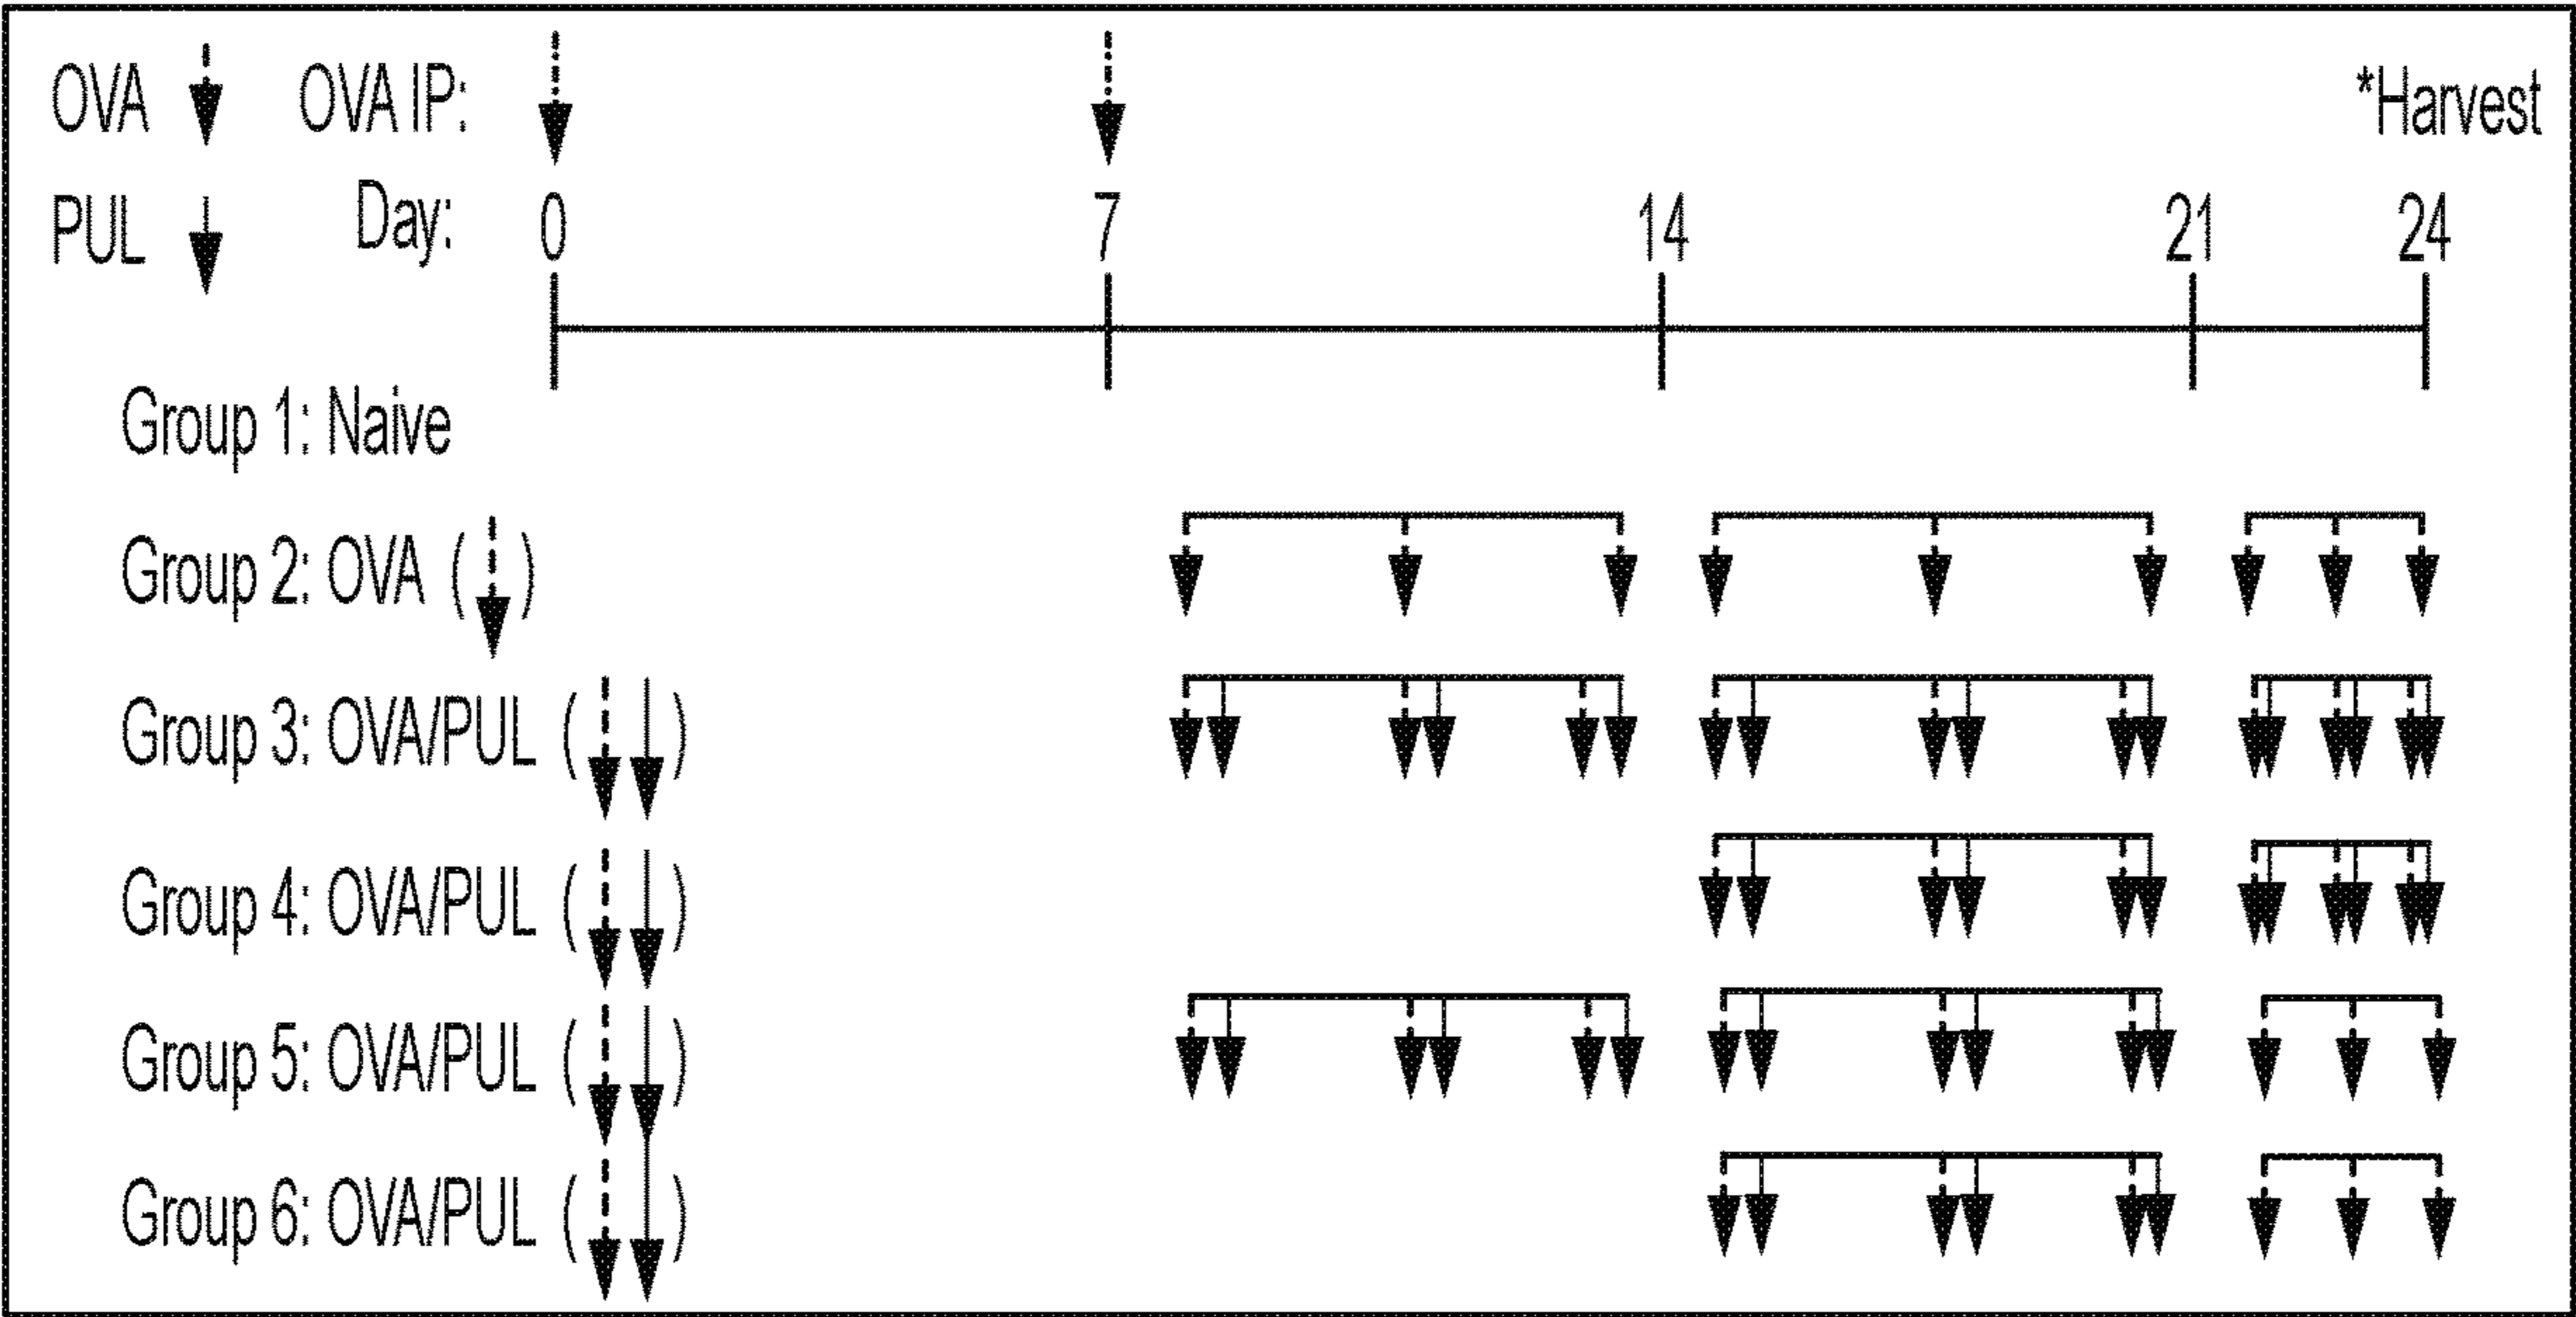 OVA OVA IP: *Harvest
PUL Day: 0 7 14 21 24
Group 1: Naive
Group 2: OVA ( )
Group 3: OVA/PUL ( )
Group 4: OVA/PUL ( )
Group 5: OVA/PUL ( )
Group 6: OVA/PUL ( )